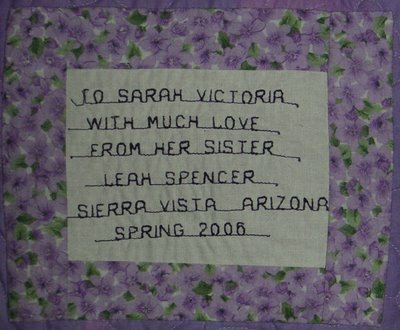 TO SARAH VICTORIA
WITH MUCH LOVE
FROM HER SISTER
LEAH SPENCER
SIERRA VISTA ARIZONA
SPRING 2006